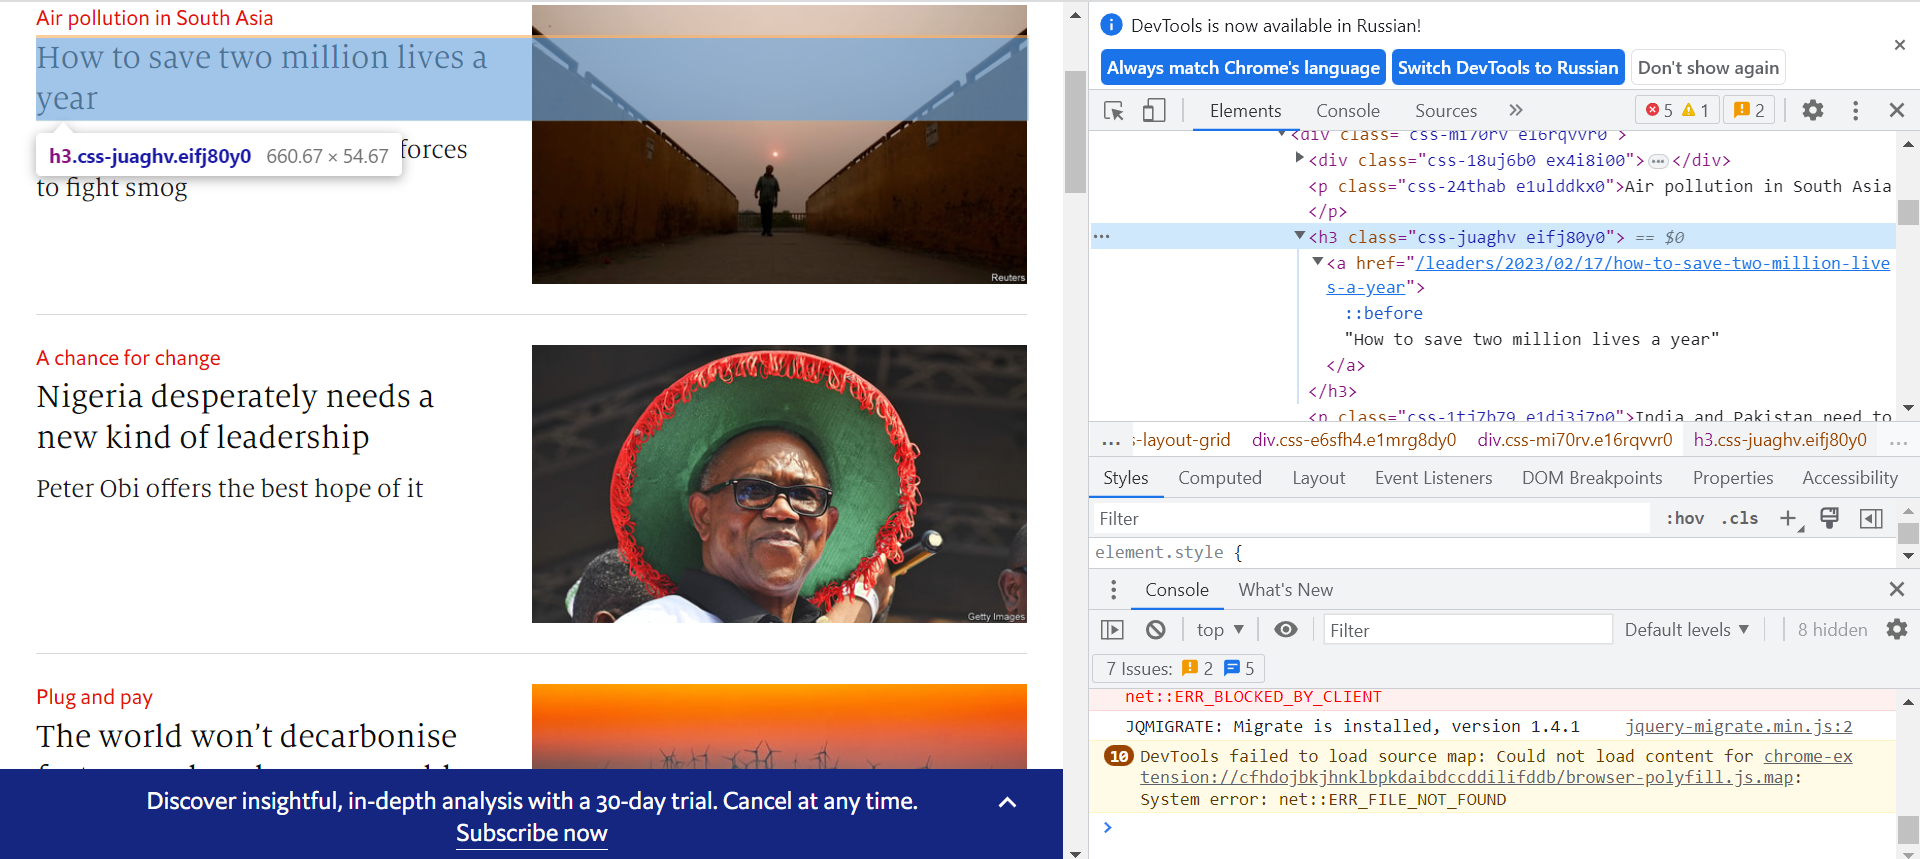 Air pollution in South Asia
How to save two million lives a
year
h3.css-juaghv.eifj80y0 660.67 × 54.67
forces
to fight smog
Reuters
A chance for change
Nigeria desperately needs a
new kind of leadership
Peter Obi offers the best hope of it
Getty Images
Plug and pay
The world won't decarbonise
Discover insightful, in-depth analysis with a 30-day trial. Cancel at any time.
Subscribe now
DevTools is now available in Russian!
Always match Chrome's language Switch DevTools to Russian Don't show again
Elements Console Sources » 5 1 2
<div class="css-mi70rv e16rqvvr0">
<div class="css-18uj6b0 ex4i8i00">…</div>
<p class="css-24thab e1ulddkx0">Air pollution in South Asia
</p>
… <h3 class="css-juaghv eifj80y0"> == $0
<a href="/leaders/2023/02/17/how-to-save-two-million-live
s-a-year">
::before
"How to save two million lives a year"
</a>
</h3>
<p class="css-1tj7b79 e1dj3j7n0">India and Pakistan need to
… s-layout-grid div.css-e6sfh4.e1mrg8dy0 div.css-mi70rv.e16rqvvr0 h3.css-juaghv.eifj80y0 …
Styles Computed Layout Event Listeners DOM Breakpoints Properties Accessibility
Filter :hov .cls +
element.style {
Console What's New
top Filter Default levels 8 hidden
7 Issues: 2 5
net::ERR_BLOCKED_BY_CLIENT
JQMIGRATE: Migrate is installed, version 1.4.1 jquery-migrate.min.js:2
10 DevTools failed to load source map: Could not load content for chrome-ex
tension://cfhdojbkjhnklbpkdaibdccddilifddb/browser-polyfill.js.map:
System error: net::ERR_FILE_NOT_FOUND